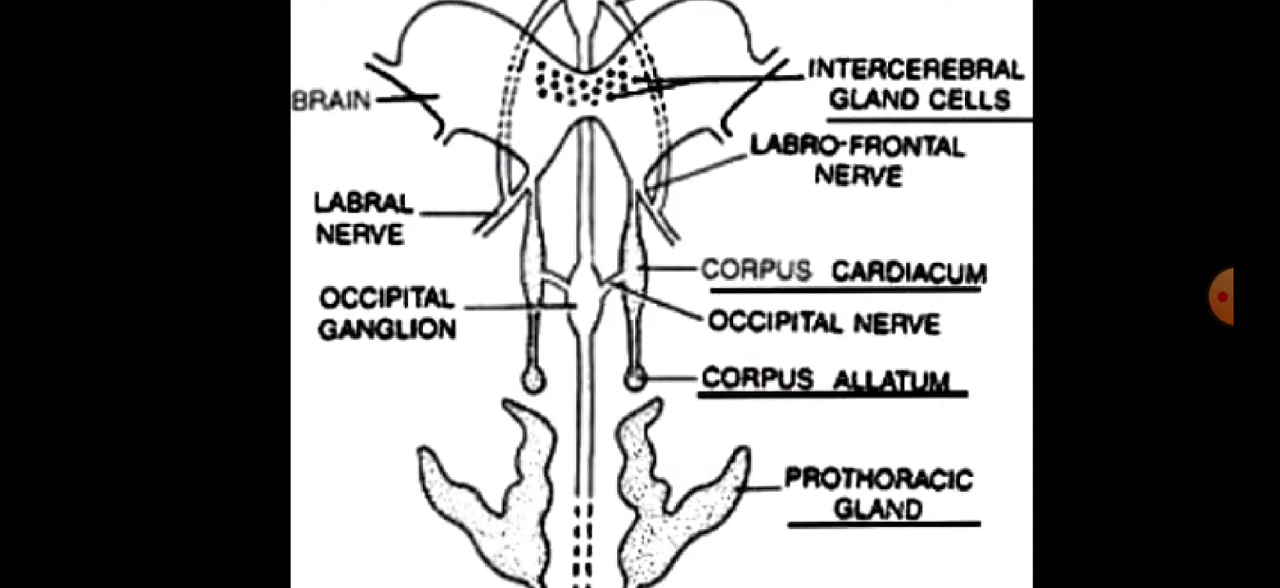 INTERCEREBRAL
GLAND CELLS
BRAIN
LABRO-FRONTAL
NERVE
LABRAL
NERVE
CORPUS CARDIACUM
OCCIPITAL
GANGLION
OCCIPITAL NERVE
CORPUS ALLATUM
PROTHORACIC
GLAND